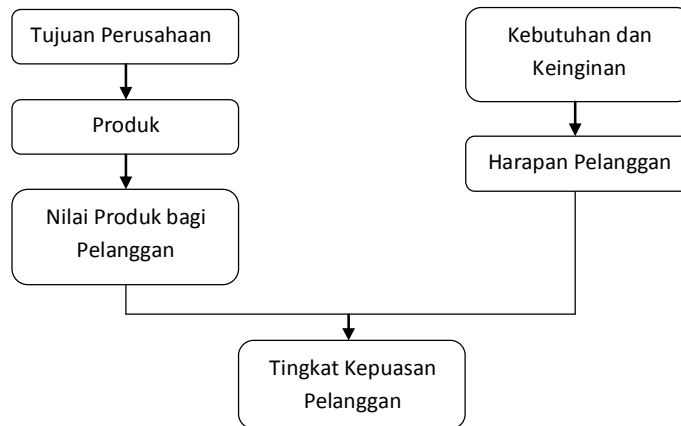 Tujuan Perusahaan
Produk
Nilai Produk bagi
Pelanggan
Kebutuhan dan
Keinginan
Harapan Pelanggan
Tingkat Kepuasan
Pelanggan